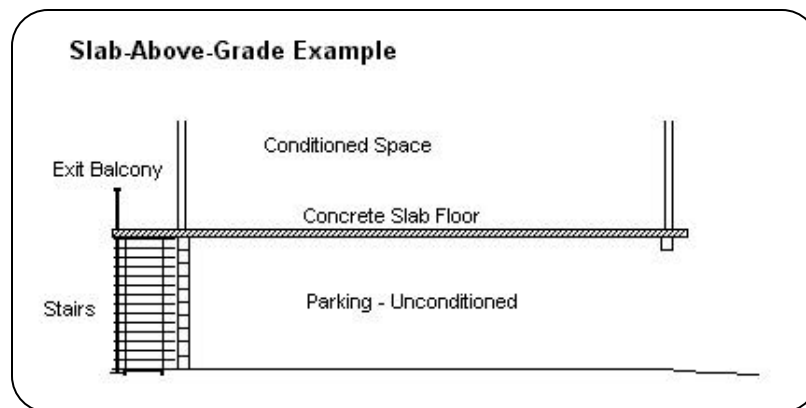 Slab-Above-Grade Example
Conditioned Space
Exit Balcony
Concrete Slab Floor
Stairs
Parking - Unconditioned